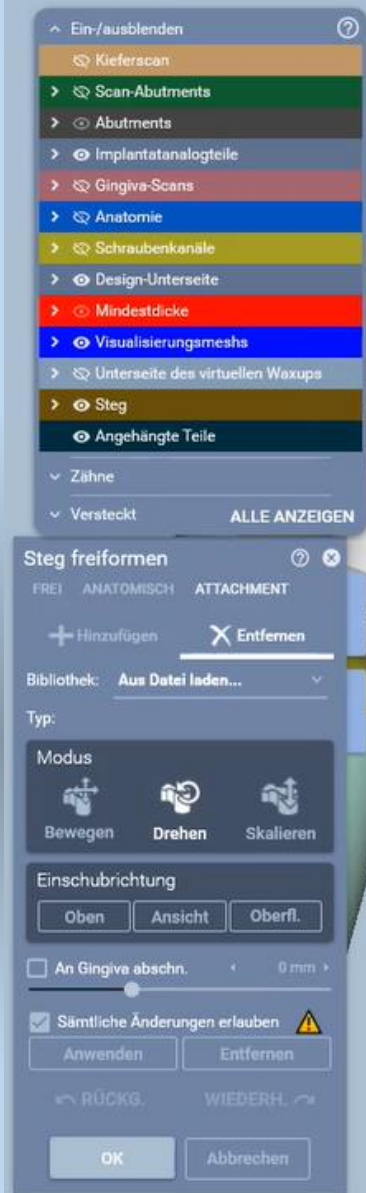 Ein-/ausblenden
Kieferscan
Scan-Abutments
Abutments
Implantatanalogteile
Gingiva-Scans
Anatomie
Schraubenkanäle
Design-Unterseite
Mindestdicke
Visualisierungsmeshs
Unterseite des virtuellen Waxups
Steg
Angehängte Teile
Zähne
Versteckt ALLE ANZEIGEN
Steg freiformen
FREI ANATOMISCH ATTACHMENT
Hinzufügen Entfernen
Bibliothek: Aus Datei laden...
Typ:
Modus
Bewegen Drehen Skalieren
Einschubrichtung
Oben Ansicht Oberfl.
An Gingiva abschn. 0 mm
Sämtliche Änderungen erlauben
Anwenden Entfernen
RÜCKG. WIEDERH.
OK Abbrechen